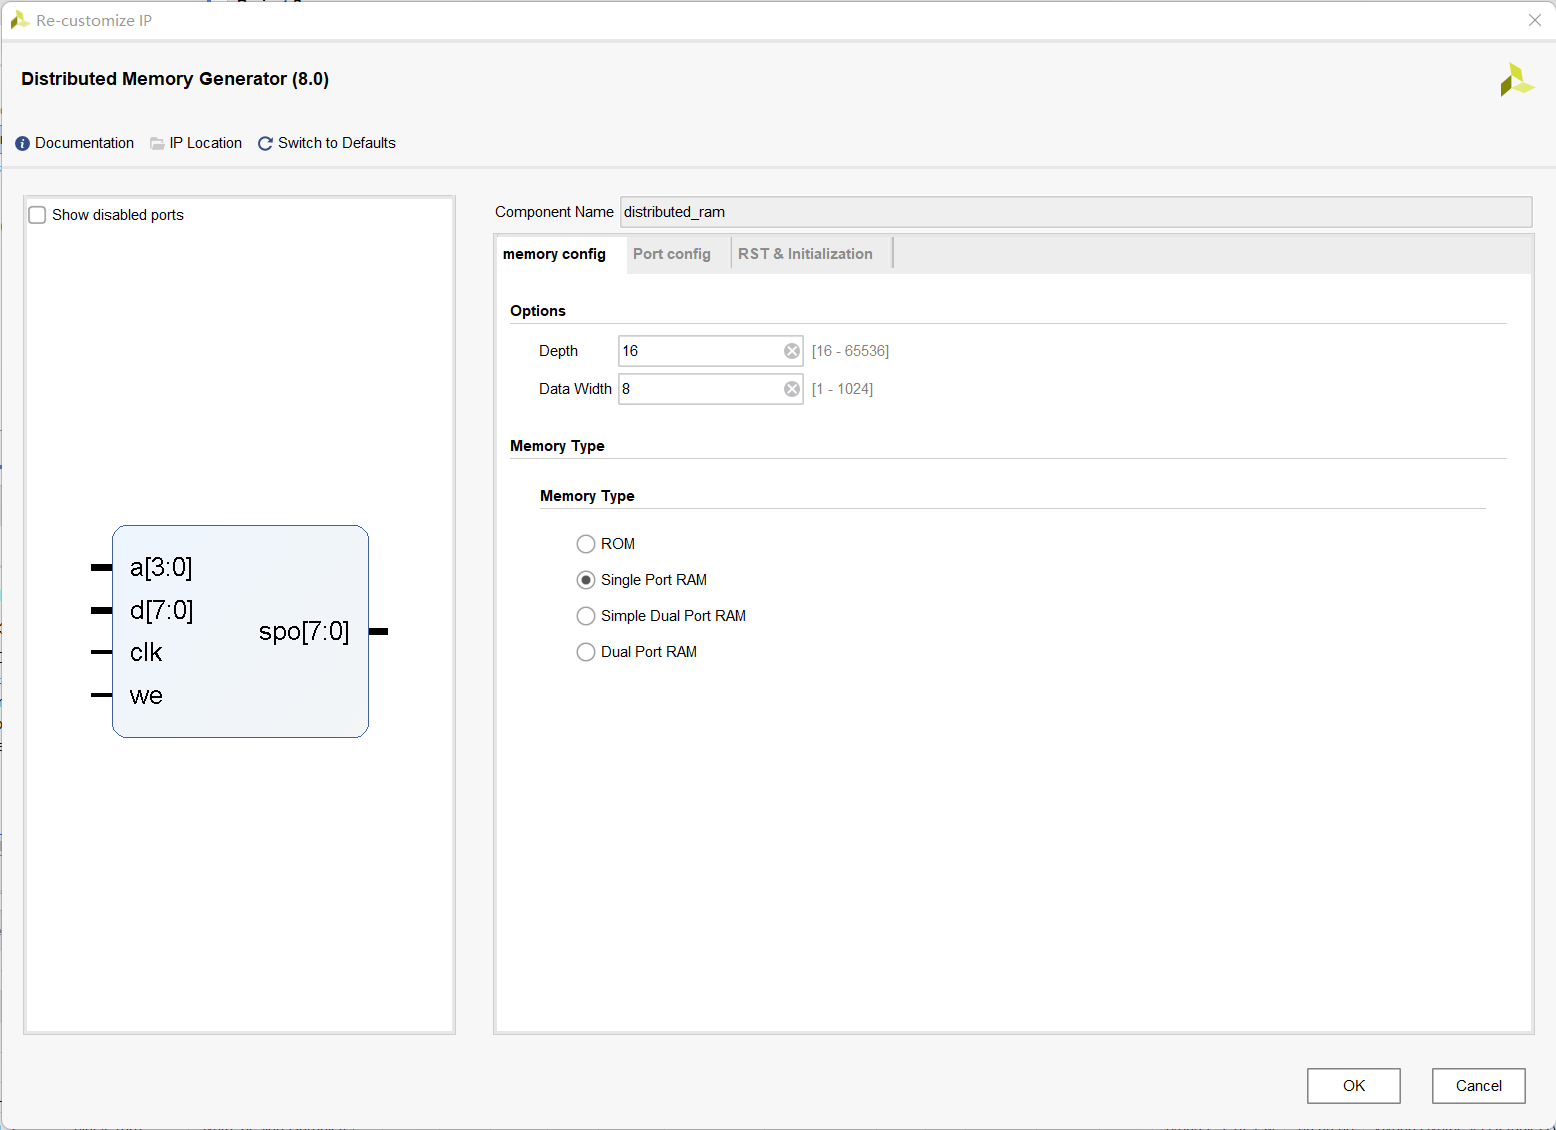 Re-customize IP
Distributed Memory Generator (8.0)
Documentation IP Location Switch to Defaults
Show disabled ports
a[3:0]
d[7:0]
clk
we
spo[7:0]
Component Name distributed_ram
memory config Port config RST & Initialization
Options
Depth 16 [16 - 65536]
Data Width 8 [1 - 1024]
Memory Type
Memory Type
ROM
Single Port RAM
Simple Dual Port RAM
Dual Port RAM
OK Cancel